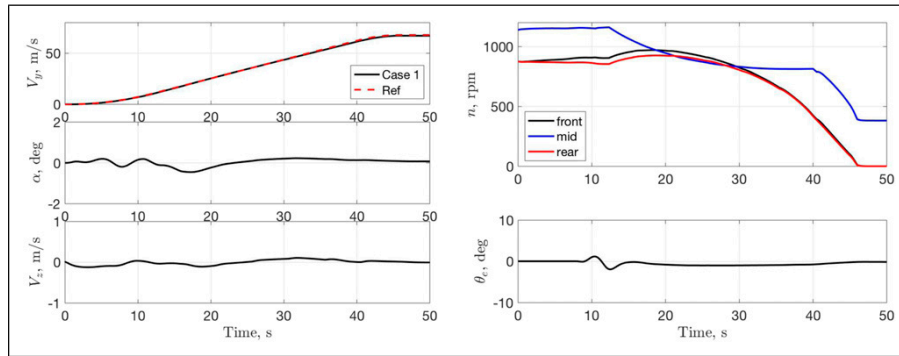 V_y, m/s
50
0
0 10 20 30 40 50
Case 1
Ref
α, deg
2
0
-2
0 10 20 30 40 50
V_z, m/s
1
0
-1
0 10 20 30 40 50
Time, s
n, rpm
1000
500
0
0 10 20 30 40 50
front
mid
rear
θ_e, deg
10
0
-10
0 10 20 30 40 50
Time, s